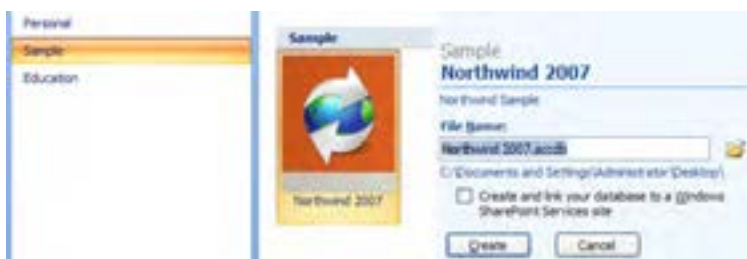 Personal
Sample
Education
Sample
Northwind 2007
Sample
Northwind 2007
Northwind Sample
File Name:
Northwind 2007.accdb
C:\Documents and Settings\Administrator\Desktop\
Create and link your database to a Windows
SharePoint Services site
Create
Cancel